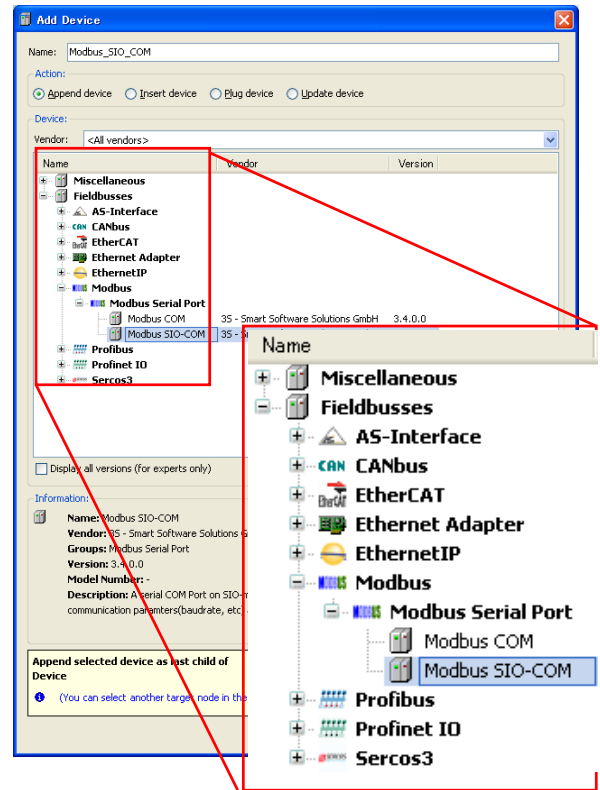 Add Device
Name: Modbus_SIO_COM
Action:
Append device Insert device Plug device Update device
Device:
Vendor: <All vendors>
Name Vendor Version
Miscellaneous
Fieldbusses
AS-Interface
CAN CANbus
EtherCAT
Ethernet Adapter
EthernetIP
Modbus
Modbus Serial Port
Modbus COM 3S - Smart Software Solutions GmbH 3.4.0.0
Modbus SIO-COM 3S -
Profibus
Profinet IO
Sercos3
Display all versions (for experts only)
Information:
Name: Modbus SIO-COM
Vendor: 3S - Smart Software Solutions
Groups: Modbus Serial Port
Version: 3.4.0.0
Model Number: -
Description: A serial COM Port on SIO-
communication paramters(baudrate, etc)
Append selected device as last child of
Device
(You can select another target node in the
Name
Miscellaneous
Fieldbusses
AS-Interface
CAN CANbus
EtherCAT
Ethernet Adapter
EthernetIP
Modbus
Modbus Serial Port
Modbus COM
Modbus SIO-COM
Profibus
Profinet IO
Sercos3